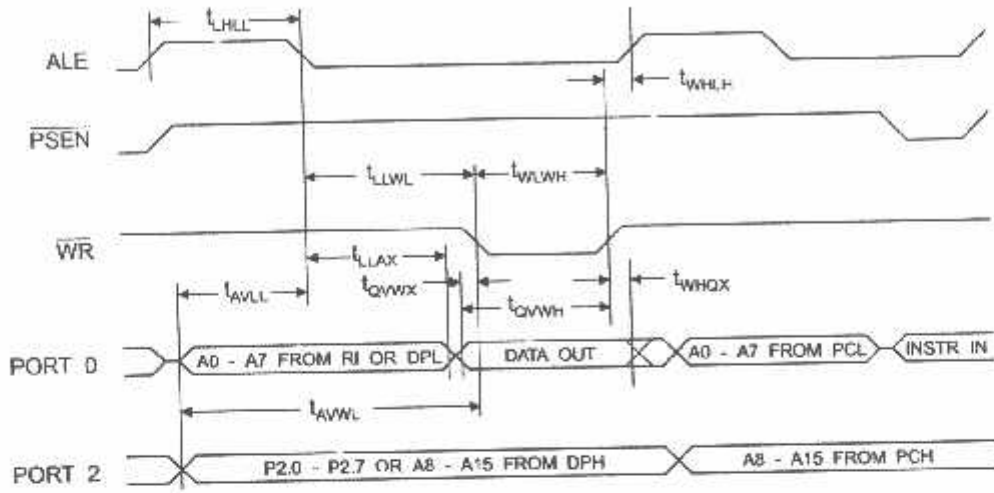 tLHLL
ALE
tWHLH
PSEN
tLLWL
tWLWH
WR
tLLAX
tAVLL
tQVWX
tWHQX
tQVWH
PORT 0
A0 - A7 FROM RI OR DPL
DATA OUT
A0 - A7 FROM PCL
INSTR IN
tAVWL
PORT 2
P2.0 - P2.7 OR A8 - A15 FROM DPH
A8 - A15 FROM PCH